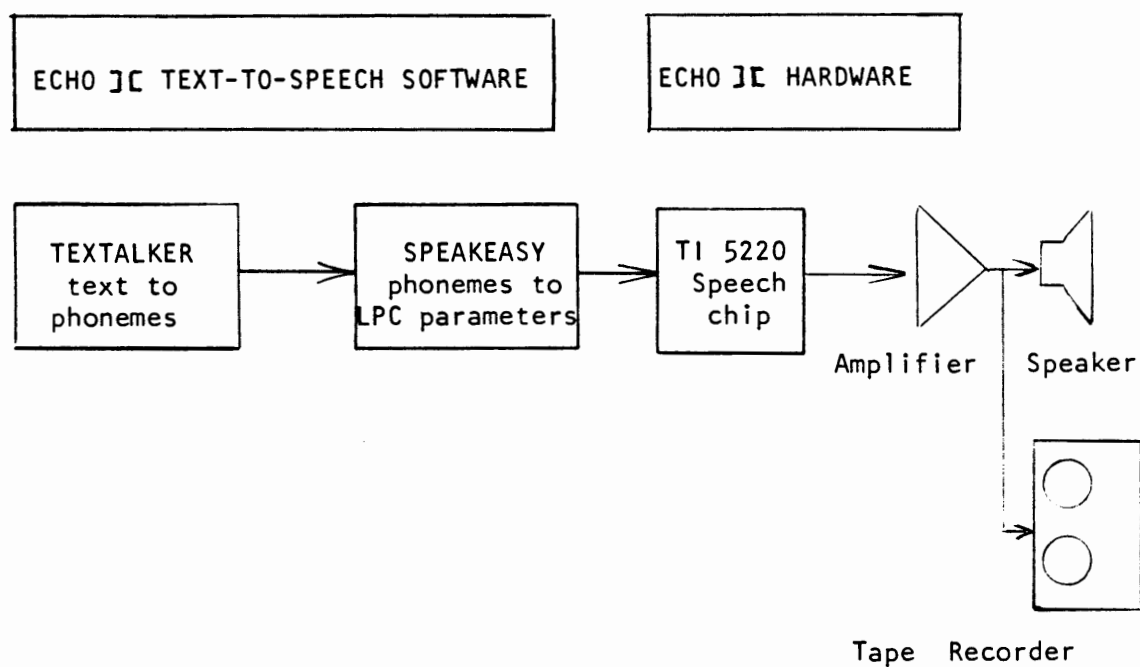 ECHO ][ TEXT-TO-SPEECH SOFTWARE
ECHO ][ HARDWARE
TEXTALKER
text to
phonemes
SPEAKEASY
phonemes to
LPC parameters
TI 5220
Speech
chip
Amplifier
Speaker
Tape Recorder